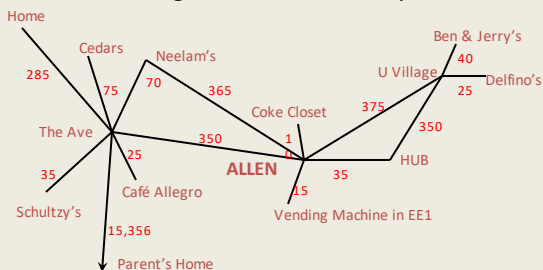 Home
Ben & Jerry's
Cedars
Neelam's
40
U Village
285
Delfino's
70
75
365
25
Coke Closet
375
The Ave
350
1
0
350
25
ALLEN
HUB
35
35
15
Café Allegro
Schultzy's
Vending Machine in EE1
15,356
Parent's Home